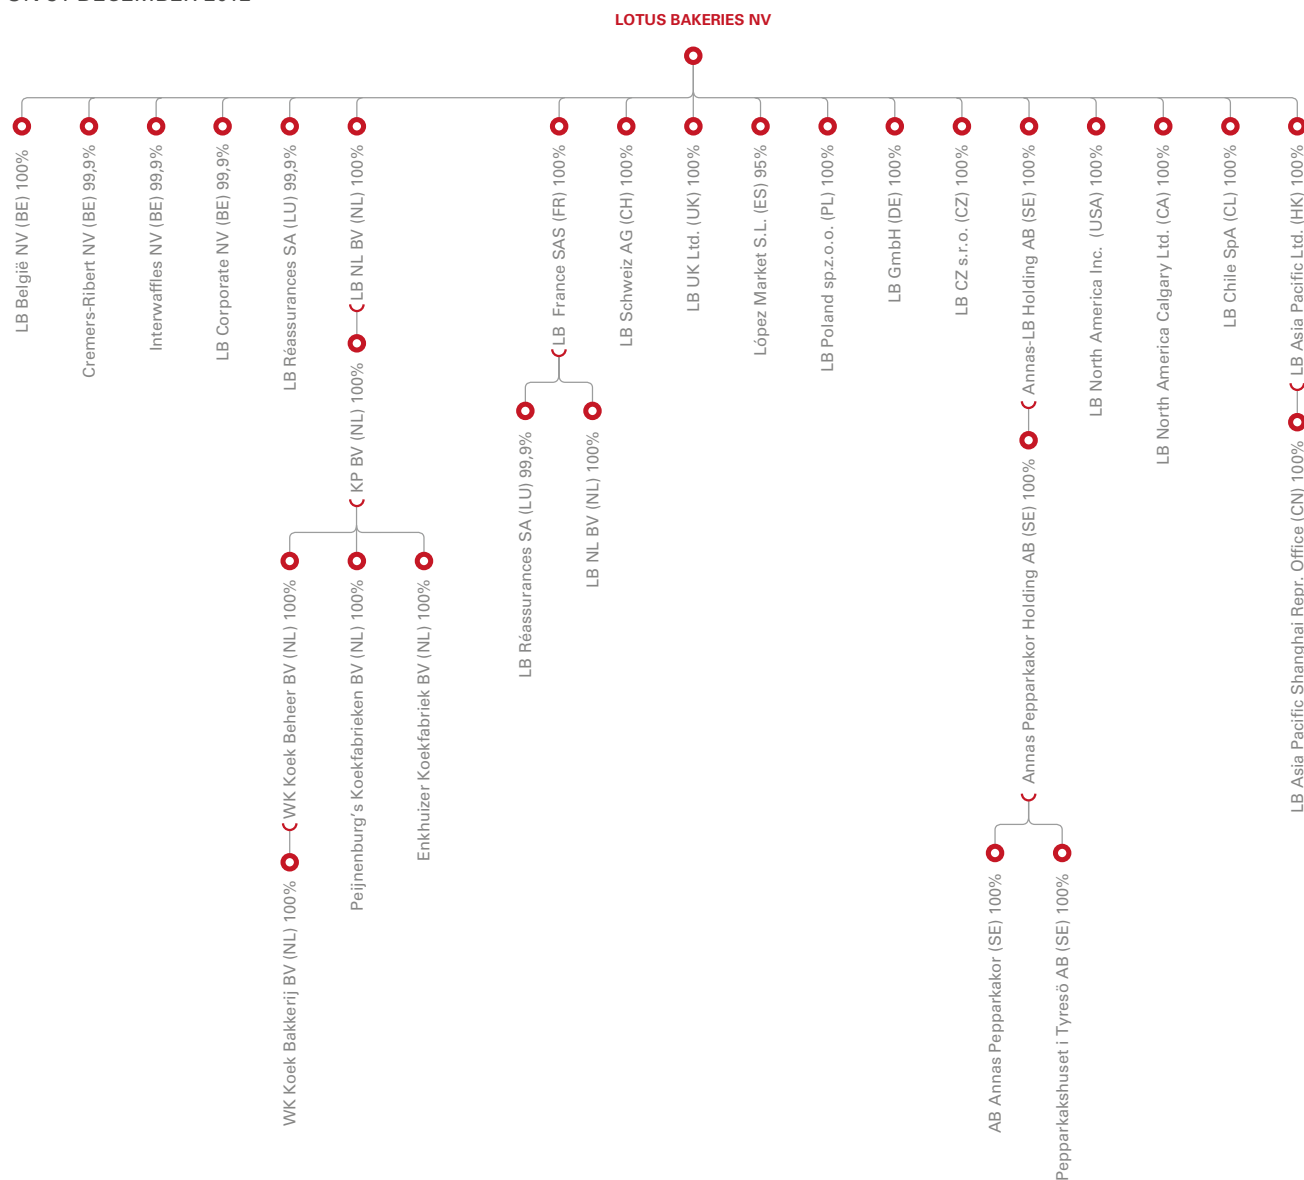 LOTUS BAKERIES NV
LB België NV (BE) 100%
Cremers-Ribert NV (BE) 99,9%
Interwaffles NV (BE) 99,9%
LB Corporate NV (BE) 99,9%
LB Réassurances SA (LU) 99,9%
LB NL BV (NL) 100%
KP BV (NL) 100%
WK Koek Beheer BV (NL) 100%
WK Koek Bakkerij BV (NL) 100%
Peijnenburg's Koekfabrieken BV (NL) 100%
Enkhuizer Koekfabriek BV (NL) 100%
LB France SAS (FR) 100%
LB Réassurances SA (LU) 99,9%
LB NL BV (NL) 100%
LB Schweiz AG (CH) 100%
LB UK Ltd. (UK) 100%
López Market S.L. (ES) 95%
LB Poland sp.z.o.o. (PL) 100%
LB GmbH (DE) 100%
LB CZ s.r.o. (CZ) 100%
Annas-LB Holding AB (SE) 100%
Annas Pepparkakor Holding AB (SE) 100%
AB Annas Pepparkakor (SE) 100%
Pepparkakshuset i Tyresö AB (SE) 100%
LB North America Inc. (USA) 100%
LB North America Calgary Ltd. (CA) 100%
LB Chile SpA (CL) 100%
LB Asia Pacific Ltd. (HK) 100%
LB Asia Pacific Shanghai Repr. Office (CN) 100%